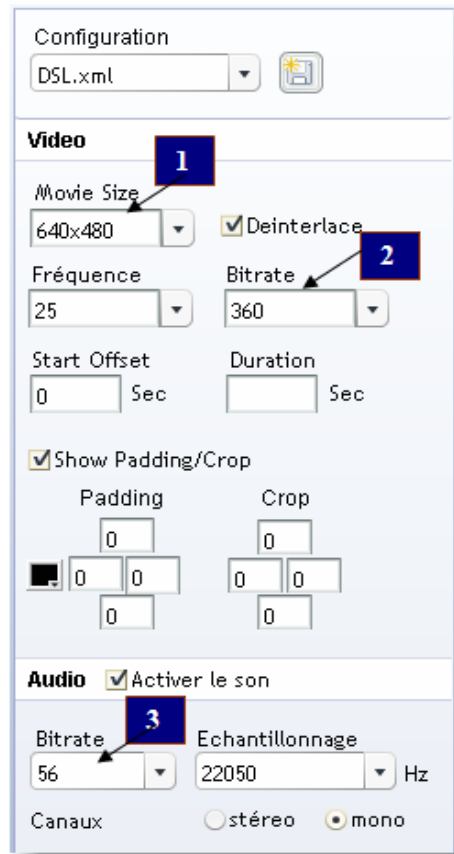 Configuration
DSL.xml
Video
1
Movie Size
640x480
Deinterlace
2
Fréquence
Bitrate
25
360
Start Offset
Duration
0
Sec
Sec
Show Padding/Crop
Padding
Crop
0
0
0
0
0
0
0
0
Audio
Activer le son
3
Bitrate
Echantillonnage
56
22050
Hz
Canaux
stéreo
mono